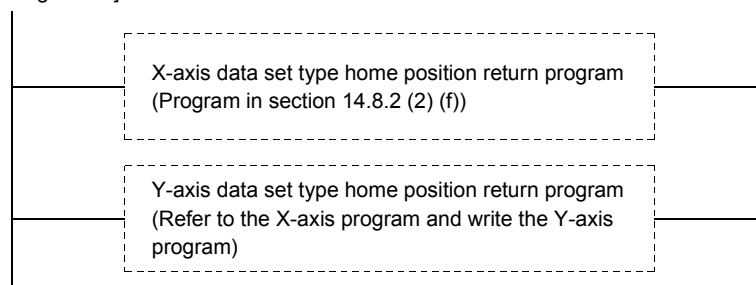 X-axis data set type home position return program
(Program in section 14.8.2 (2) (f))
Y-axis data set type home position return program
(Refer to the X-axis program and write the Y-axis
program)